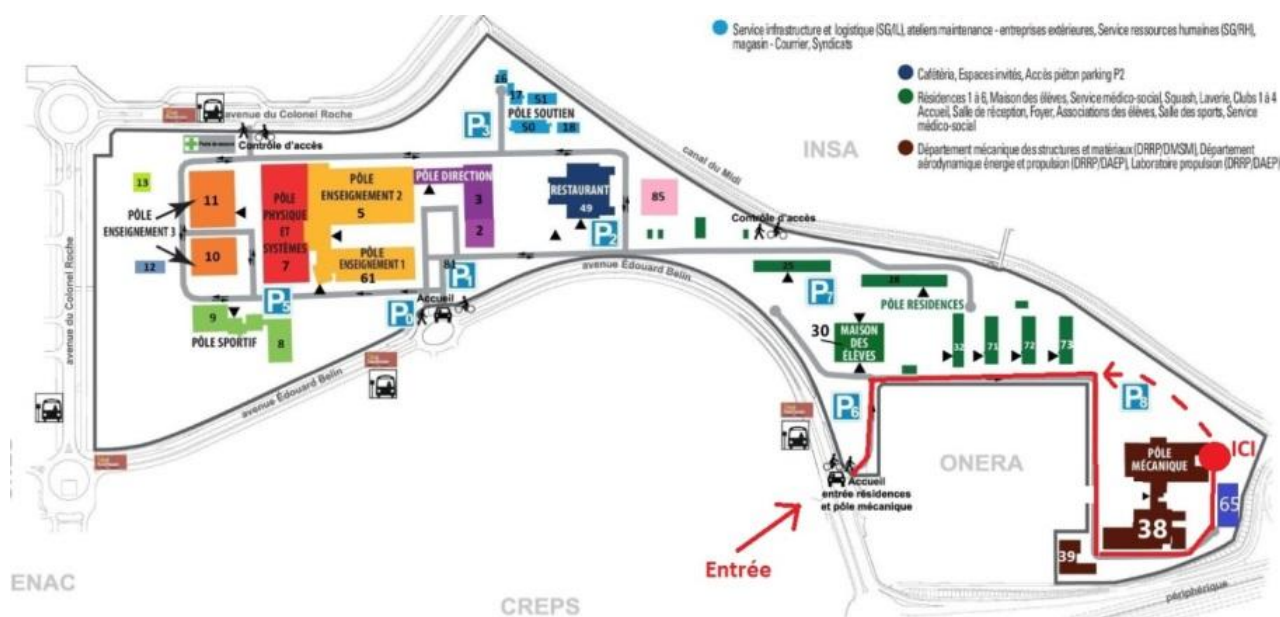 Service infrastructure et logistique (SG/IL), ateliers maintenance - entreprises extérieures, Service ressources humaines (SG/RH),
magasin - Courrier, Syndicats
Cafétéria, Espaces invités, Accès piéton parking P2
Résidences 1 à 6, Maison des élèves, Service médico-social, Squash, Laverie, Clubs 1 à 4
Accueil, Salle de réception, Foyer, Associations des élèves, Salle des sports, Service
médico-social
Département mécanique des structures et matériaux (DRRP/DMSM), Département
aérodynamique énergie et propulsion (DRRP/DAEP), Laboratoire propulsion (DRRP/DAEP)
avenue du Colonel Roche
Contrôle d'accès
16
17
51
PÔLE SOUTIEN
50
18
P3
canal du Midi
INSA
13
11
PÔLE
ENSEIGNEMENT 3
10
12
PÔLE
PHYSIQUE
ET
SYSTÈMES
7
PÔLE
ENSEIGNEMENT 2
5
PÔLE
ENSEIGNEMENT 1
61
PÔLE DIRECTION
3
2
RESTAURANT
49
P2
85
Contrôle d'accès
81
P1
P5
P0
Accueil
9
PÔLE SPORTIF
8
avenue du Colonel Roche
avenue Édouard Belin
avenue Édouard Belin
25
P7
28
PÔLE RESIDENCES
30
MAISON
DES
ÉLÈVES
32
71
72
73
P6
P8
ICI
PÔLE
MÉCANIQUE
ONERA
65
38
39
Accueil
entrée résidences
et pôle mécanique
Entrée
périphérique
ENAC
CREPS